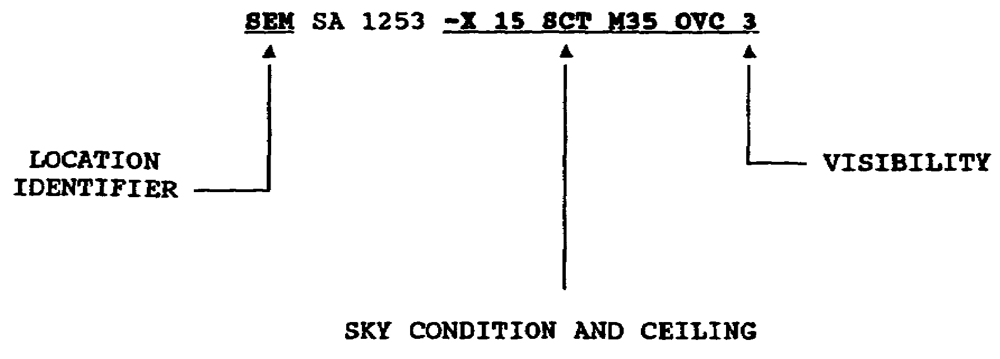 SEM SA 1253 -X 15 SCT M35 OVC 3
LOCATION
IDENTIFIER
VISIBILITY
SKY CONDITION AND CEILING